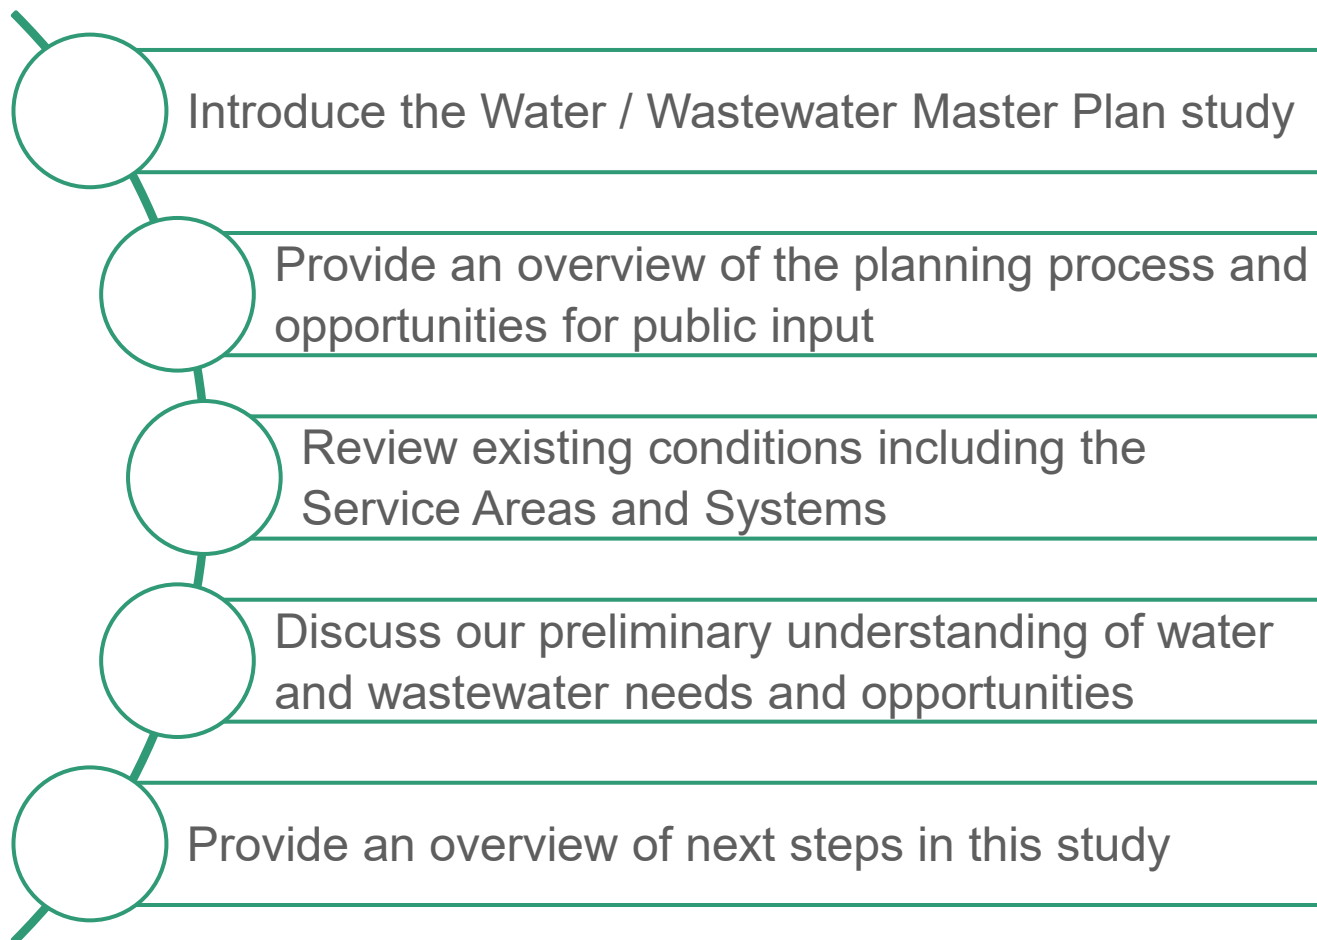 Introduce the Water / Wastewater Master Plan study
Provide an overview of the planning process and
opportunities for public input
Review existing conditions including the
Service Areas and Systems
Discuss our preliminary understanding of water
and wastewater needs and opportunities
Provide an overview of next steps in this study